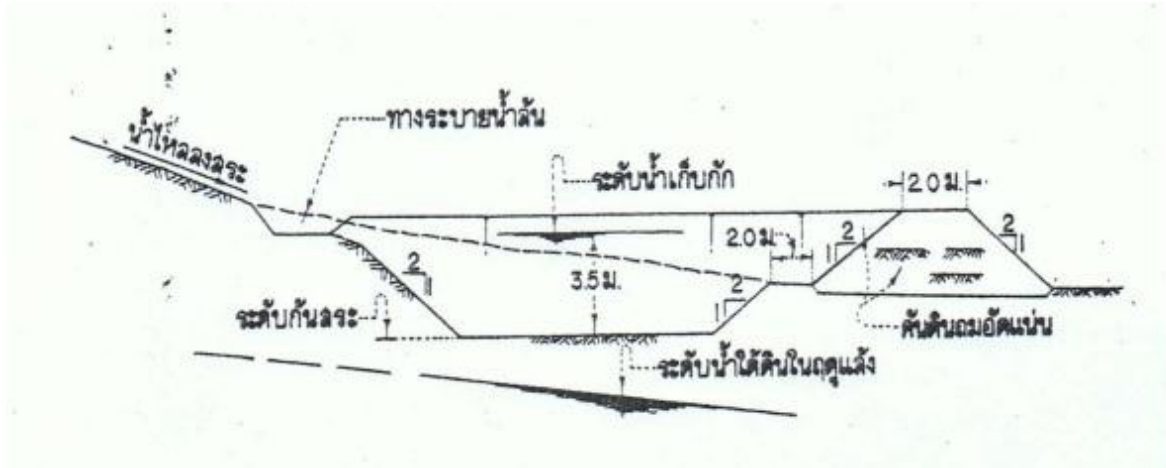 ทางระบายน้ำล้น
น้ำไหลลงสระ
ระดับน้ำเก็บกัก
2.0 ม.
2
1
2.0 ม.
2
1
2
1
3.5 ม.
2
1
ระดับก้นสระ
คันดินถมอัดแน่น
ระดับน้ำใต้ดินในฤดูแล้ง